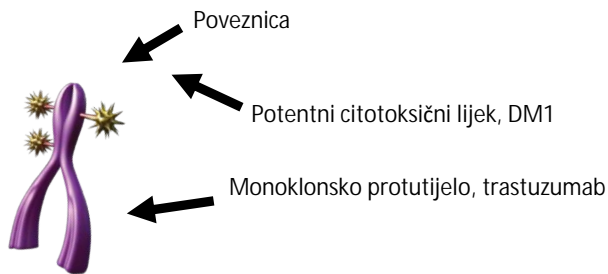 Poveznica
Potentni citotoksični lijek, DM1
Monoklonsko protutijelo, trastuzumab